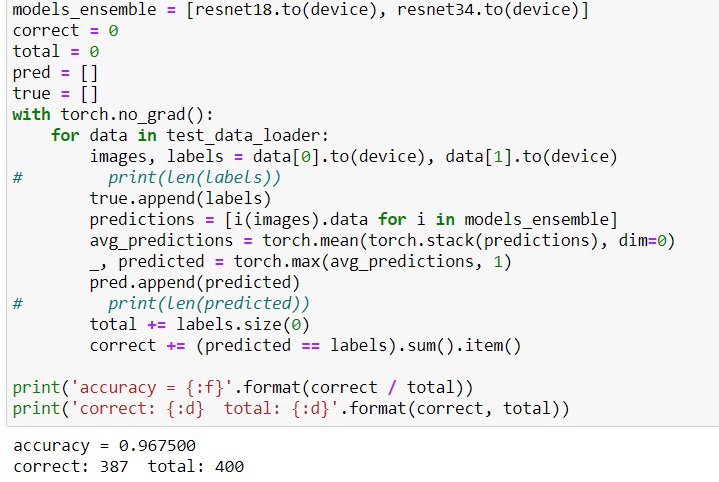 models_ensemble = [resnet18.to(device), resnet34.to(device)]
correct = 0
total = 0
pred = []
true = []
with torch.no_grad():
    for data in test_data_loader:
        images, labels = data[0].to(device), data[1].to(device)
#         print(len(labels))
        true.append(labels)
        predictions = [i(images).data for i in models_ensemble]
        avg_predictions = torch.mean(torch.stack(predictions), dim=0)
        _, predicted = torch.max(avg_predictions, 1)
        pred.append(predicted)
#         print(len(predicted))
        total += labels.size(0)
        correct += (predicted == labels).sum().item()

print('accuracy = {:f}'.format(correct / total))
print('correct: {:d}  total: {:d}'.format(correct, total))
accuracy = 0.967500
correct: 387  total: 400